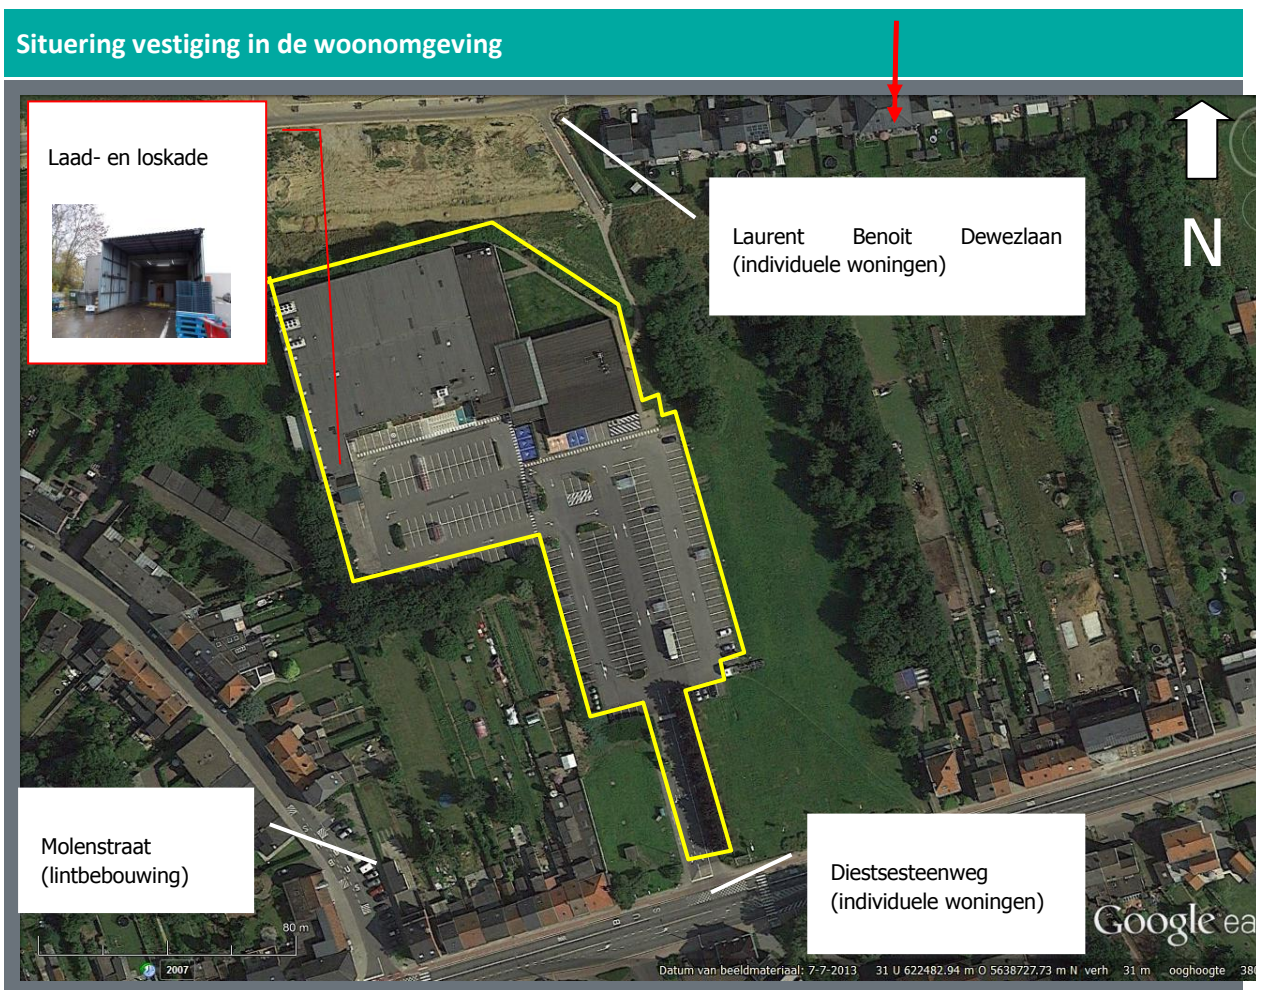 Situering vestiging in de woonomgeving
Laad- en loskade
Laurent Benoit Dewezlaan
(individuele woningen)
N
Molenstraat
(lintbebouwing)
Diestsesteenweg
(individuele woningen)
80 m
2007
Google ea
Datum van beeldmateriaal: 7-7-2013 31 U 622482.94 m O 5638727.73 m N verh 31 m ooghoogte 380